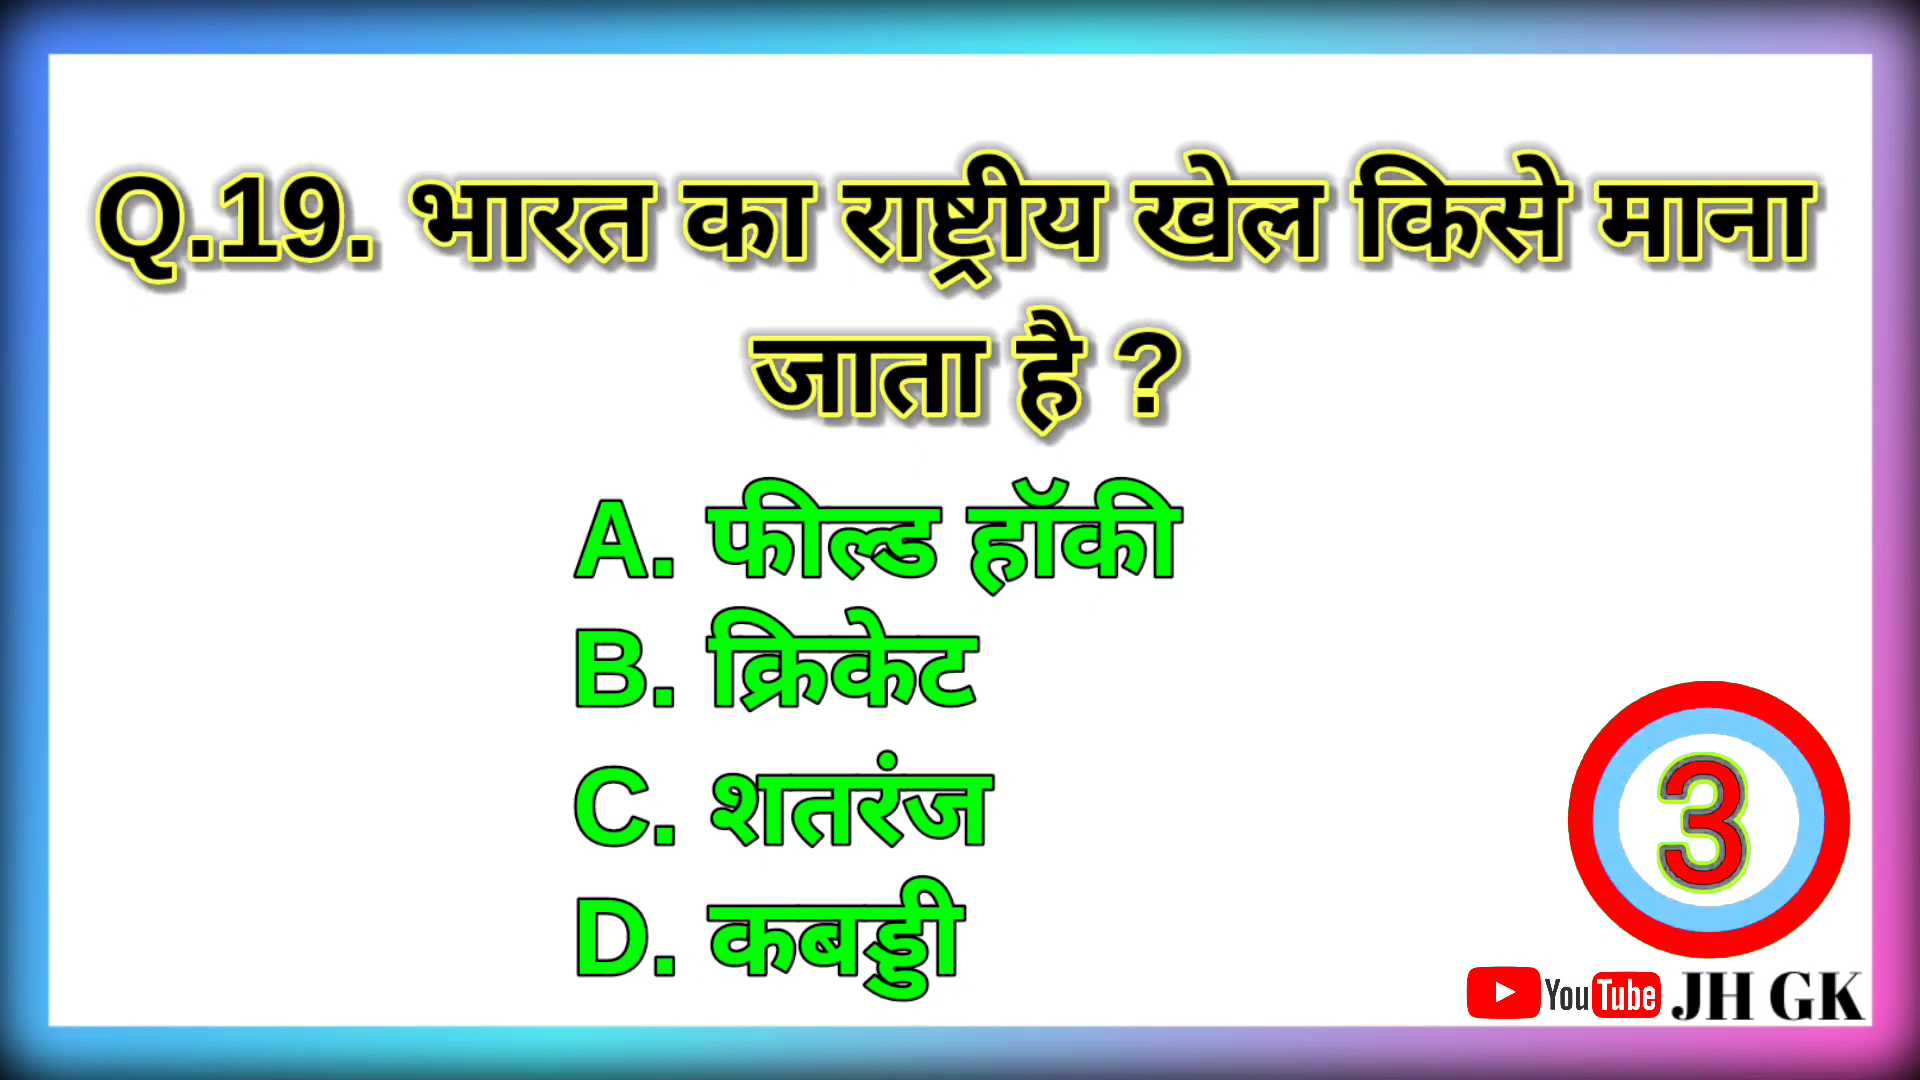 Q.19. भारत का राष्ट्रीय खेल किसे माना
जाता है ?
A. फील्ड हॉकी
B. क्रिकेट
C. शतरंज
D. कबड्डी
3
YouTube JH GK